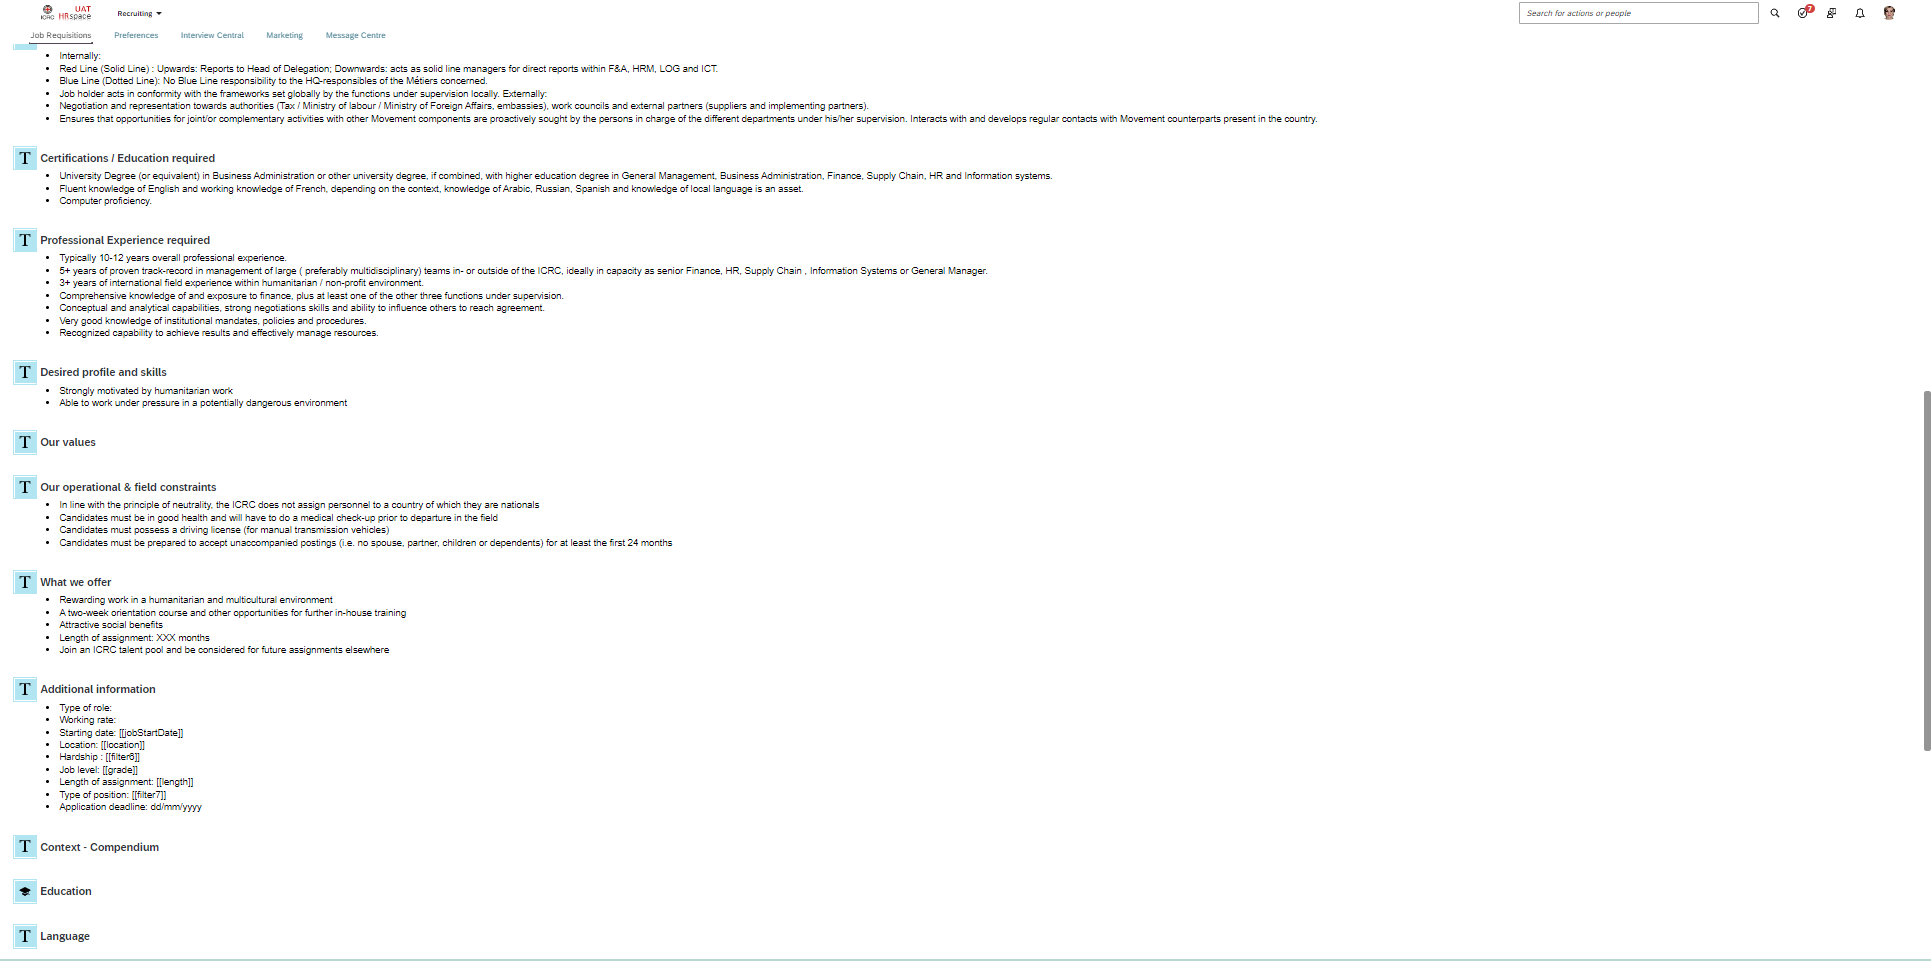 ICRC UAT HRspace
Recruiting
Search for actions or people
7
Job Requisitions Preferences Interview Central Marketing Message Centre
• Internally:
• Red Line (Solid Line) : Upwards: Reports to Head of Delegation; Downwards: acts as solid line managers for direct reports within F&A, HRM, LOG and ICT.
• Blue Line (Dotted Line): No Blue Line responsibility to the HQ-responsibles of the Métiers concerned.
• Job holder acts in conformity with the frameworks set globally by the functions under supervision locally. Externally:
• Negotiation and representation towards authorities (Tax / Ministry of labour / Ministry of Foreign Affairs, embassies), work councils and external partners (suppliers and implementing partners).
• Ensures that opportunities for joint/or complementary activities with other Movement components are proactively sought by the persons in charge of the different departments under his/her supervision. Interacts with and develops regular contacts with Movement counterparts present in the country.
T Certifications / Education required
• University Degree (or equivalent) in Business Administration or other university degree, if combined, with higher education degree in General Management, Business Administration, Finance, Supply Chain, HR and Information systems.
• Fluent knowledge of English and working knowledge of French, depending on the context, knowledge of Arabic, Russian, Spanish and knowledge of local language is an asset.
• Computer proficiency.
T Professional Experience required
• Typically 10-12 years overall professional experience.
• 5+ years of proven track-record in management of large ( preferably multidisciplinary) teams in- or outside of the ICRC, ideally in capacity as senior Finance, HR, Supply Chain , Information Systems or General Manager.
• 3+ years of international field experience within humanitarian / non-profit environment.
• Comprehensive knowledge of and exposure to finance, plus at least one of the other three functions under supervision.
• Conceptual and analytical capabilities, strong negotiations skills and ability to influence others to reach agreement.
• Very good knowledge of institutional mandates, policies and procedures.
• Recognized capability to achieve results and effectively manage resources.
T Desired profile and skills
• Strongly motivated by humanitarian work
• Able to work under pressure in a potentially dangerous environment
T Our values
T Our operational & field constraints
• In line with the principle of neutrality, the ICRC does not assign personnel to a country of which they are nationals
• Candidates must be in good health and will have to do a medical check-up prior to departure in the field
• Candidates must possess a driving license (for manual transmission vehicles)
• Candidates must be prepared to accept unaccompanied postings (i.e. no spouse, partner, children or dependents) for at least the first 24 months
T What we offer
• Rewarding work in a humanitarian and multicultural environment
• A two-week orientation course and other opportunities for further in-house training
• Attractive social benefits
• Length of assignment: XXX months
• Join an ICRC talent pool and be considered for future assignments elsewhere
T Additional information
• Type of role:
• Working rate:
• Starting date: [[jobStartDate]]
• Location: [[location]]
• Hardship : [[filter6]]
• Job level: [[grade]]
• Length of assignment: [[length]]
• Type of position: [[filter7]]
• Application deadline: dd/mm/yyyy
T Context - Compendium
Education
T Language